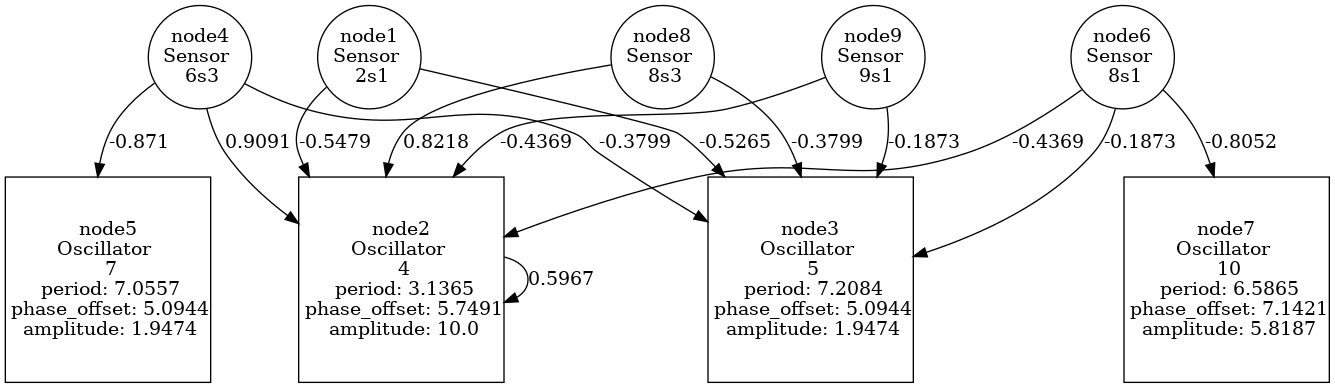 node4
Sensor
6s3
node1
Sensor
2s1
node8
Sensor
8s3
node9
Sensor
9s1
node6
Sensor
8s1
-0.871
0.9091
-0.5479
0.8218
-0.4369
-0.3799
-0.5265
-0.3799
-0.1873
-0.4369
-0.1873
-0.8052
node5
Oscillator
7
period: 7.0557
phase_offset: 5.0944
amplitude: 1.9474
node2
Oscillator
4
period: 3.1365
phase_offset: 5.7491
amplitude: 10.0
0.5967
node3
Oscillator
5
period: 7.2084
phase_offset: 5.0944
amplitude: 1.9474
node7
Oscillator
10
period: 6.5865
phase_offset: 7.1421
amplitude: 5.8187